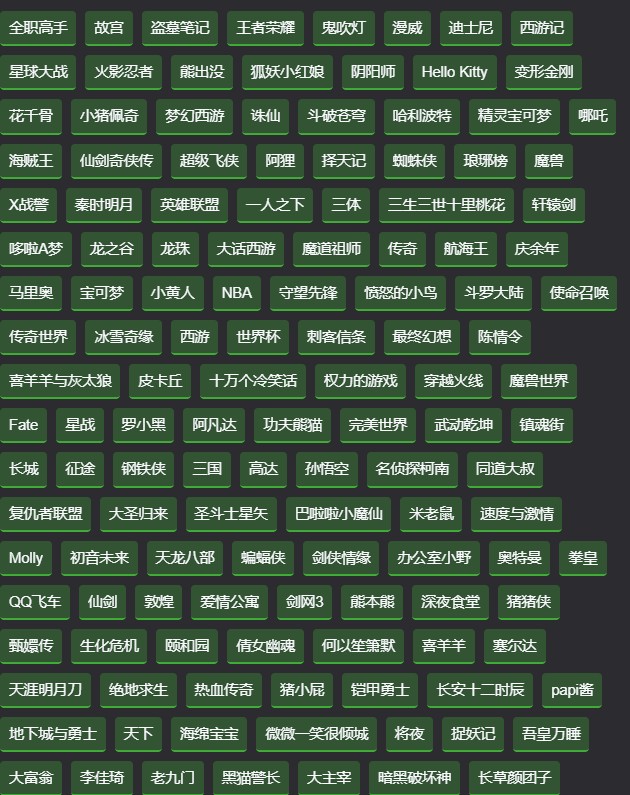 全职高手 故宫 盗墓笔记 王者荣耀 鬼吹灯 漫威 迪士尼 西游记
星球大战 火影忍者 熊出没 狐妖小红娘 阴阳师 Hello Kitty 变形金刚
花千骨 小猪佩奇 梦幻西游 诛仙 斗破苍穹 哈利波特 精灵宝可梦 哪吒
海贼王 仙剑奇侠传 超级飞侠 阿狸 择天记 蜘蛛侠 琅琊榜 魔兽
X战警 秦时明月 英雄联盟 一人之下 三体 三生三世十里桃花 轩辕剑
哆啦A梦 龙之谷 龙珠 大话西游 魔道祖师 传奇 航海王 庆余年
马里奥 宝可梦 小黄人 NBA 守望先锋 愤怒的小鸟 斗罗大陆 使命召唤
传奇世界 冰雪奇缘 西游 世界杯 刺客信条 最终幻想 陈情令
喜羊羊与灰太狼 皮卡丘 十万个冷笑话 权力的游戏 穿越火线 魔兽世界
Fate 星战 罗小黑 阿凡达 功夫熊猫 完美世界 武动乾坤 镇魂街
长城 征途 钢铁侠 三国 高达 孙悟空 名侦探柯南 同道大叔
复仇者联盟 大圣归来 圣斗士星矢 巴啦啦小魔仙 米老鼠 速度与激情
Molly 初音未来 天龙八部 蝙蝠侠 剑侠情缘 办公室小野 奥特曼 拳皇
QQ飞车 仙剑 敦煌 爱情公寓 剑网3 熊本熊 深夜食堂 猪猪侠
甄嬛传 生化危机 颐和园 倩女幽魂 何以笙箫默 喜羊羊 塞尔达
天涯明月刀 绝地求生 热血传奇 猪小屁 铠甲勇士 长安十二时辰 papi酱
地下城与勇士 天下 海绵宝宝 微微一笑很倾城 将夜 捉妖记 吾皇万睡
大富翁 李佳琦 老九门 黑猫警长 大主宰 暗黑破坏神 长草颜团子